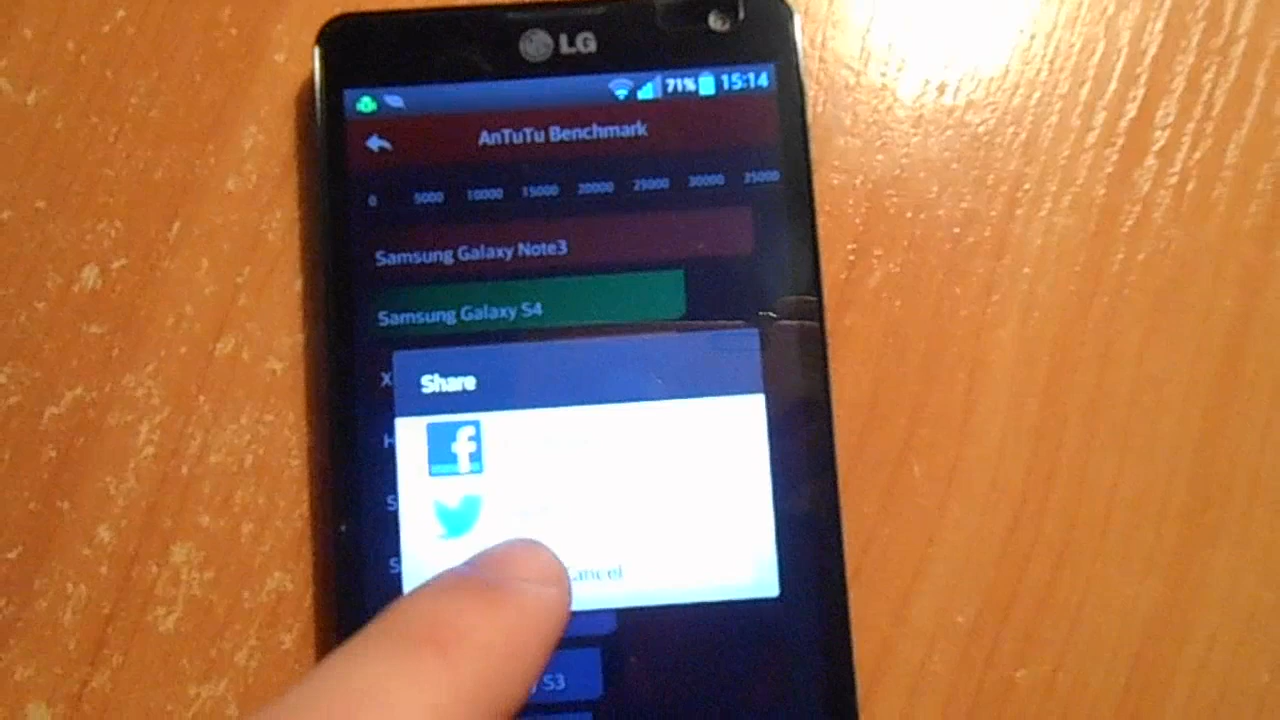 LG
71% 15:14
AnTuTu Benchmark
0 5000 10000 15000 20000 25000 30000 35000
Samsung Galaxy Note3
Samsung Galaxy S4
X
Share
H
S
S
Cancel
S3